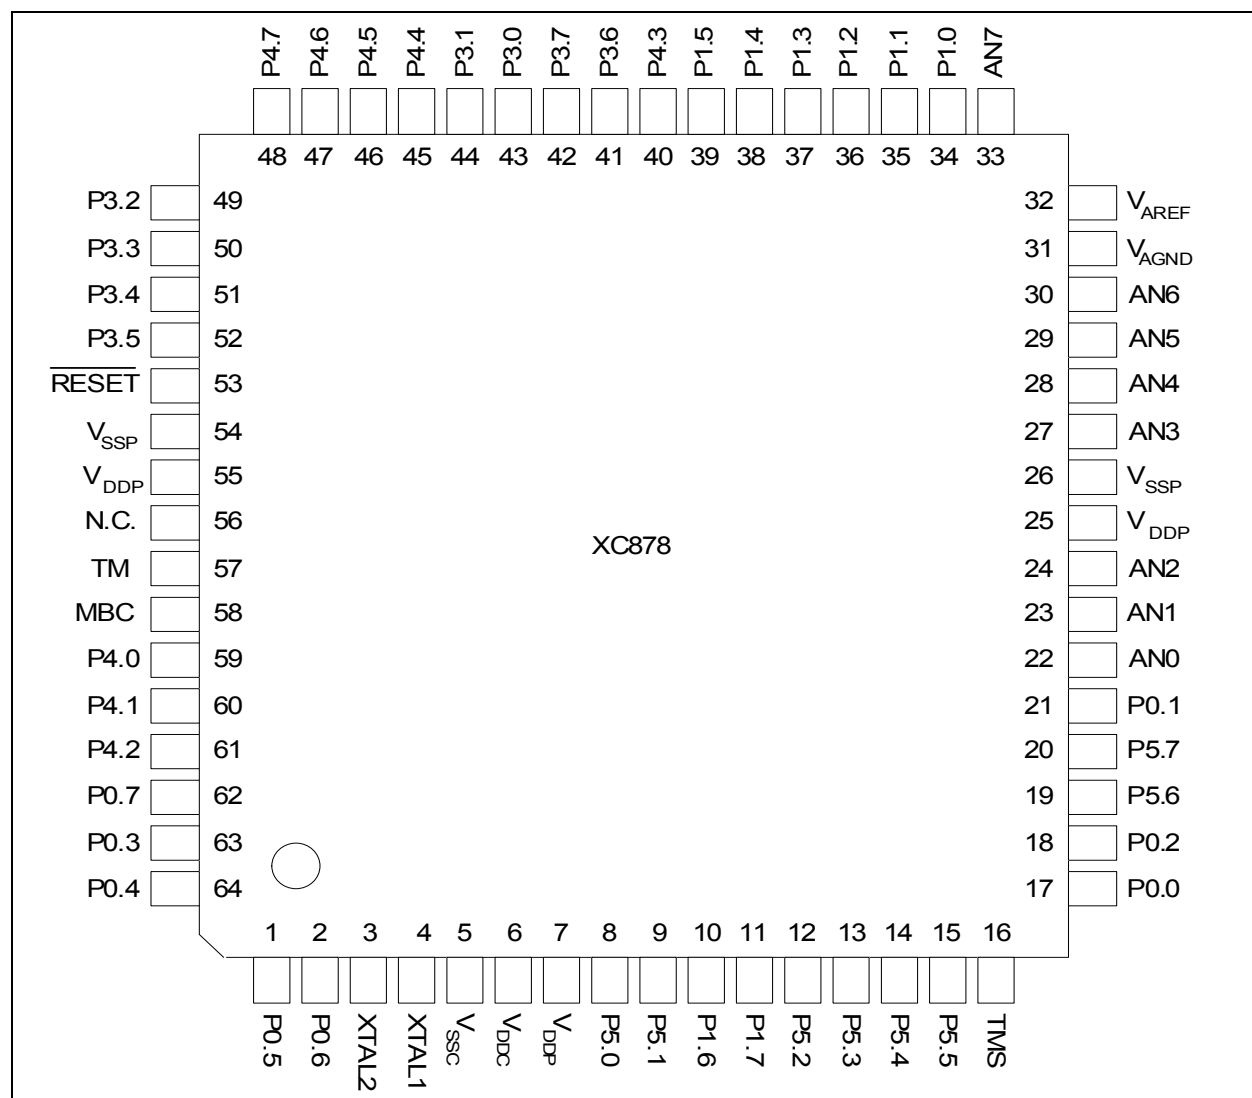 P4.7 P4.6 P4.5 P4.4 P3.1 P3.0 P3.7 P3.6 P4.3 P1.5 P1.4 P1.3 P1.2 P1.1 P1.0 AN7
48 47 46 45 44 43 42 41 40 39 38 37 36 35 34 33
P3.2 49 32 VAREF
P3.3 50 31 VAGND
P3.4 51 30 AN6
P3.5 52 29 AN5
RESET 53 28 AN4
VSSP 54 27 AN3
VDDP 55 26 VSSP
N.C. 56 25 VDDP
XC878
TM 57 24 AN2
MBC 58 23 AN1
P4.0 59 22 AN0
P4.1 60 21 P0.1
P4.2 61 20 P5.7
P0.7 62 19 P5.6
P0.3 63 18 P0.2
P0.4 64 17 P0.0
1 2 3 4 5 6 7 8 9 10 11 12 13 14 15 16
P0.5 P0.6 XTAL2 XTAL1 VSSC VDDC VDDP P5.0 P5.1 P1.6 P1.7 P5.2 P5.3 P5.4 P5.5 TMS